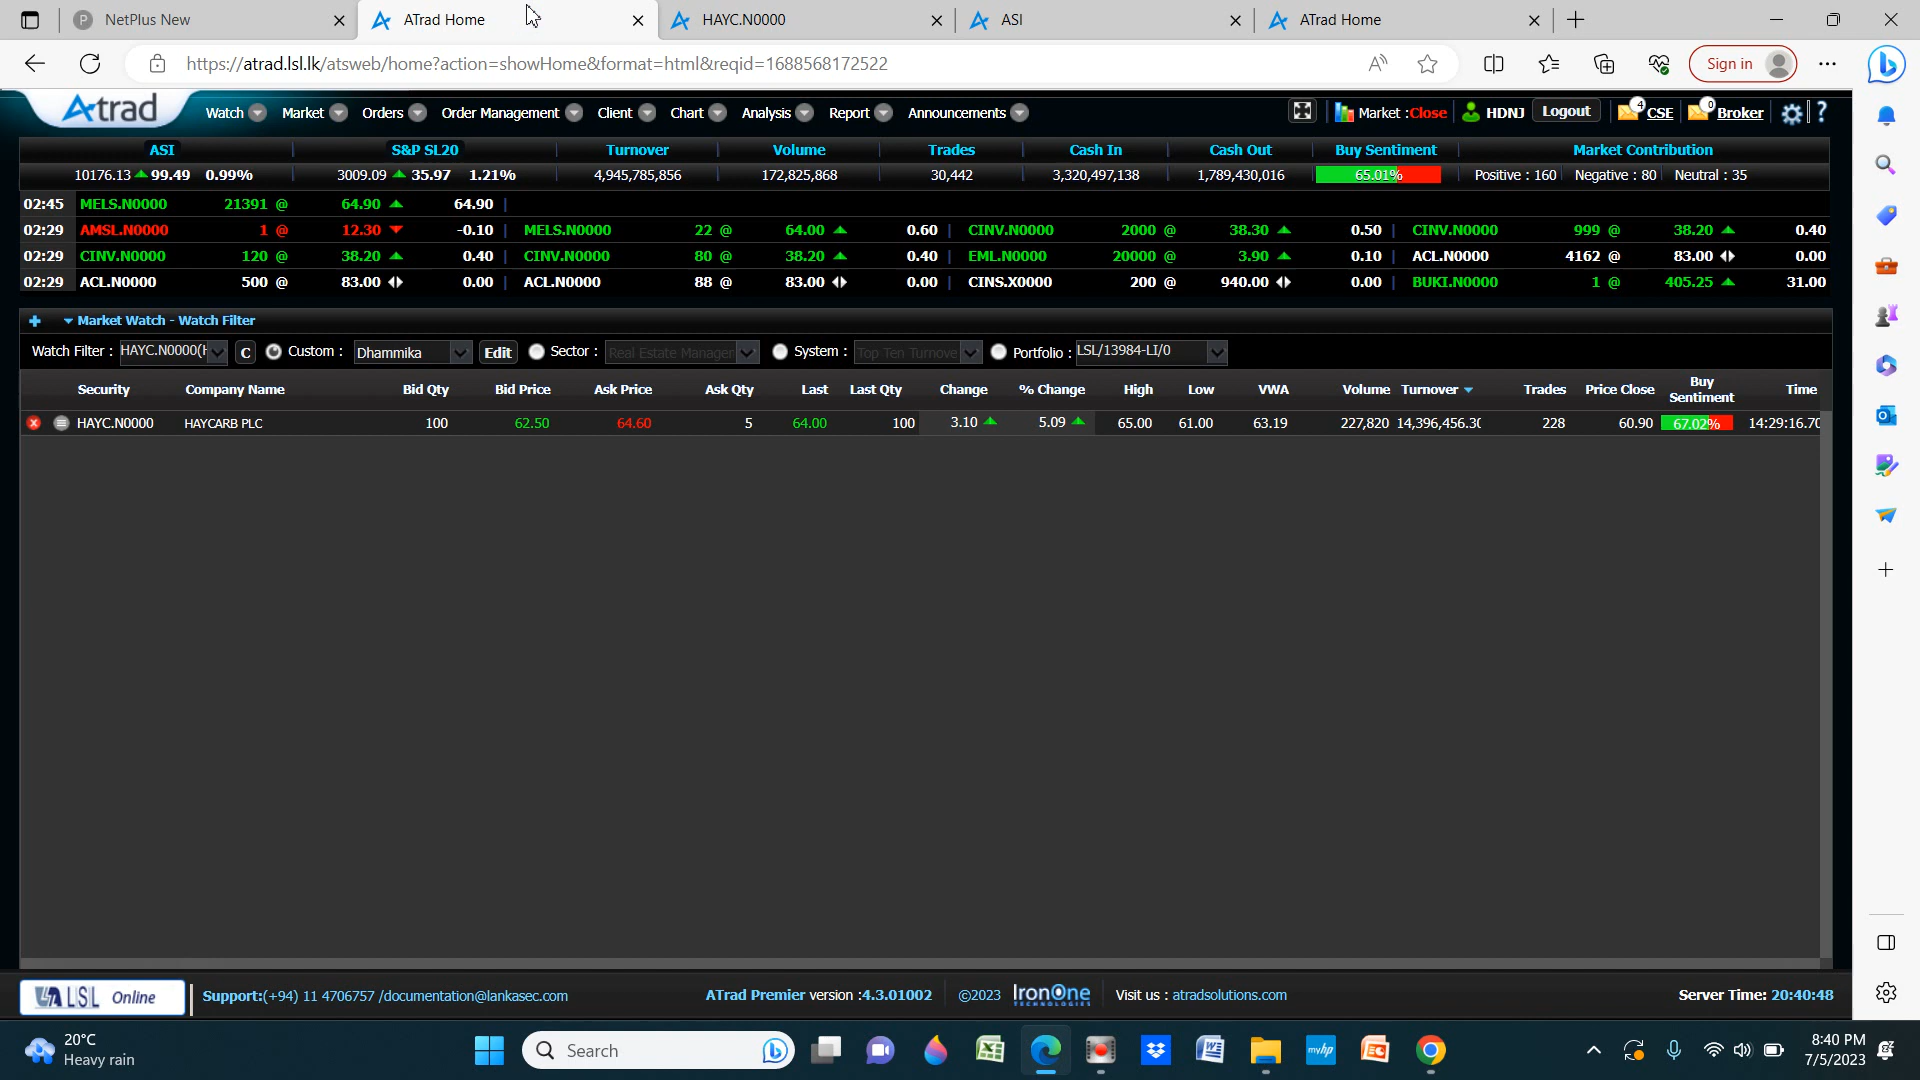 NetPlus New
ATrad Home
HAYC.N0000
ASI
ATrad Home
https://atrad.lsl.lk/atsweb/home?action=showHome&format=html&reqid=1688568172522
Sign in
Atrad
Watch Market Orders Order Management Client Chart Analysis Report Announcements
Market :Close HDNJ Logout 4 CSE 0 Broker ?
ASI S&P SL20 Turnover Volume Trades Cash In Cash Out Buy Sentiment Market Contribution
10176.13 99.49 0.99% 3009.09 35.97 1.21% 4,945,785,856 172,825,868 30,442 3,320,497,138 1,789,430,016 65.01% Positive : 160 Negative : 80 Neutral : 35
02:45 MELS.N0000 21391 @ 64.90 64.90
02:29 AMSL.N0000 1 @ 12.30 -0.10 MELS.N0000 22 @ 64.00 0.60 CINV.N0000 2000 @ 38.30 0.50 CINV.N0000 999 @ 38.20 0.40
02:29 CINV.N0000 120 @ 38.20 0.40 CINV.N0000 80 @ 38.20 0.40 EML.N0000 20000 @ 3.90 0.10 ACL.N0000 4162 @ 83.00 0.00
02:29 ACL.N0000 500 @ 83.00 0.00 ACL.N0000 88 @ 83.00 0.00 CINS.X0000 200 @ 940.00 0.00 BUKI.N0000 1 @ 405.25 31.00
Market Watch - Watch Filter
Watch Filter : HAYC.N0000(H C Custom : Dhammika Edit Sector : Real Estate Manager System : Top Ten Turnove Portfolio : LSL/13984-LI/0
Security Company Name Bid Qty Bid Price Ask Price Ask Qty Last Last Qty Change % Change High Low VWA Volume Turnover Trades Price Close Buy Sentiment Time
HAYC.N0000 HAYCARB PLC 100 62.50 64.60 5 64.00 100 3.10 5.09 65.00 61.00 63.19 227,820 14,396,456.30 228 60.90 67.02% 14:29:16.70
LSL Online Support:(+94) 11 4706757 /documentation@lankasec.com ATrad Premier version :4.3.01002 ©2023 IronOne TECHNOLOGIES Visit us : atradsolutions.com Server Time: 20:40:48
20°C
Heavy rain
Search
myhp
8:40 PM
7/5/2023